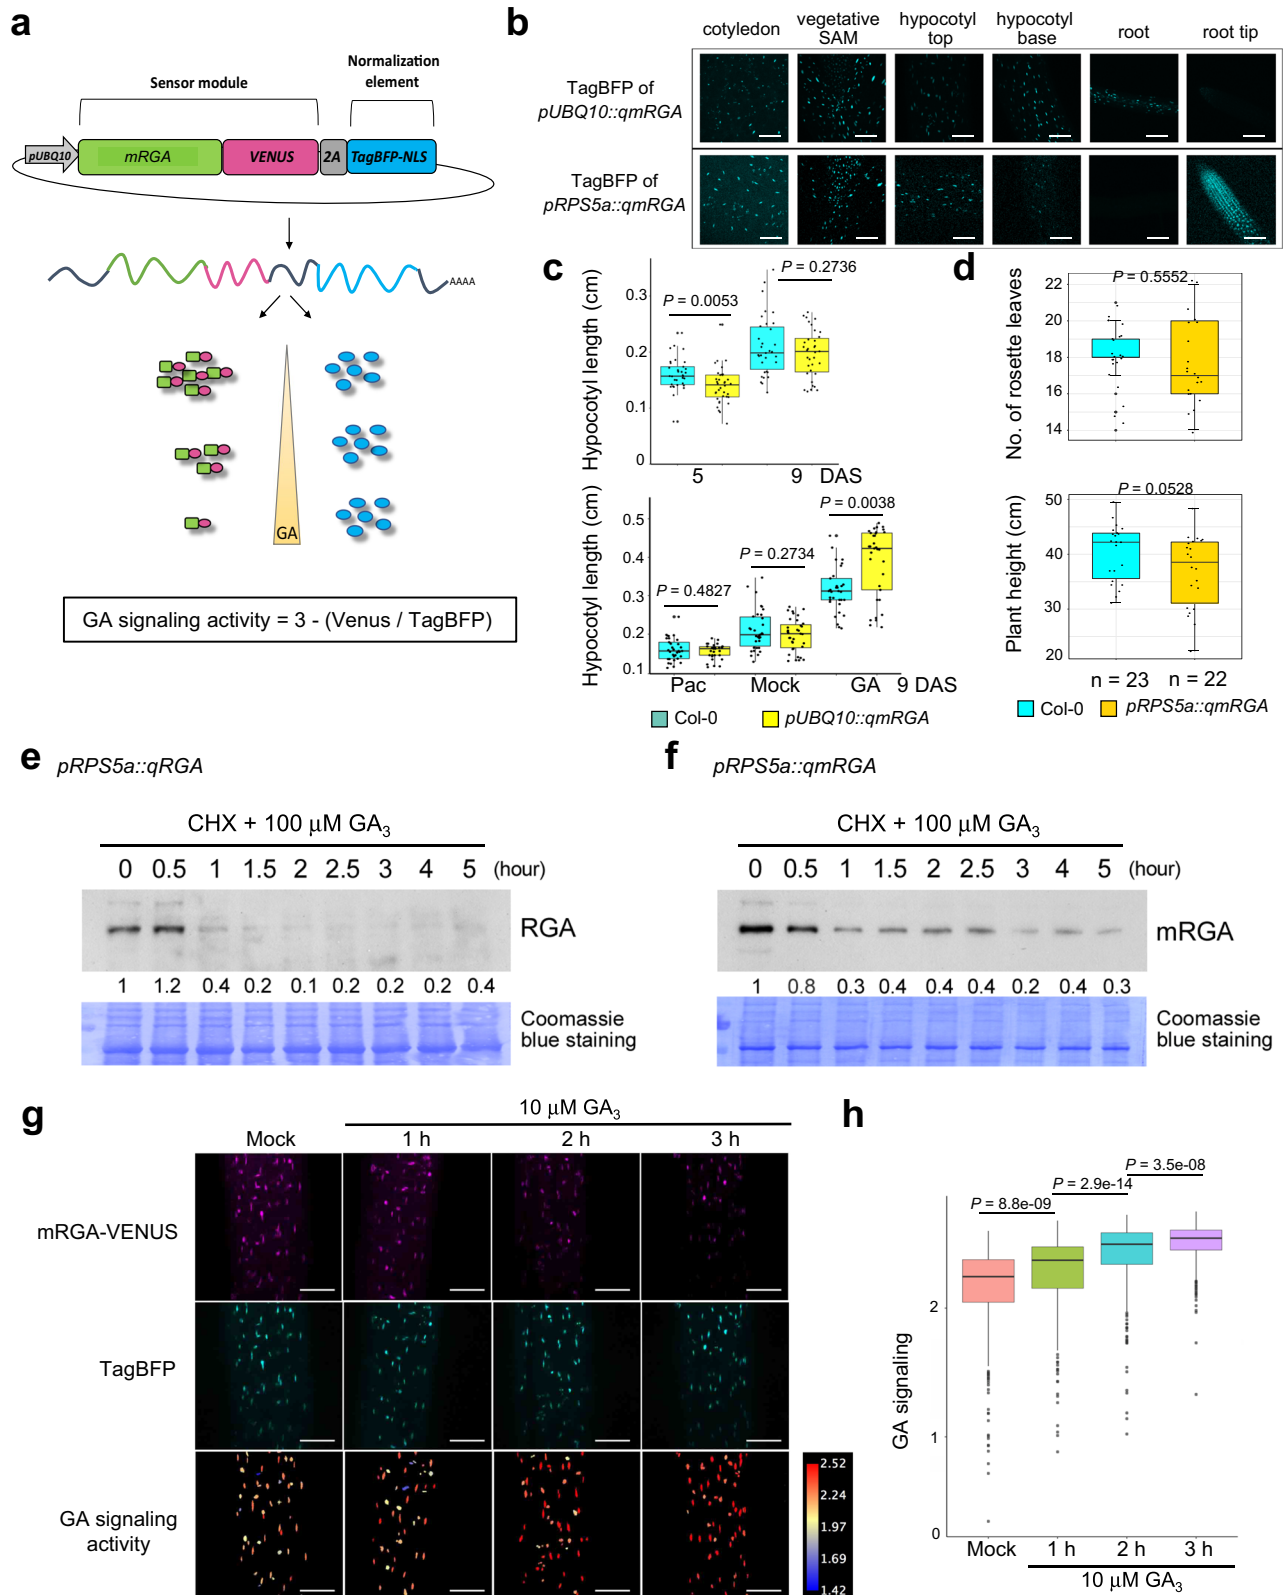 a
Sensor module
Normalization
element
pUBQ10
mRGA
VENUS
2A
TagBFP-NLS
AAAA
GA
GA signaling activity = 3 - (Venus / TagBFP)
b
cotyledon
vegetative
SAM
hypocotyl
top
hypocotyl
base
root
root tip
TagBFP of
pUBQ10::qmRGA
TagBFP of
pRPS5a::qmRGA
c
Hypocotyl length (cm)
0.3
0.2
0.1
0
P = 0.0053
P = 0.2736
5
9
DAS
Hypocotyl length (cm)
0.5
0.4
0.3
0.2
0.1
P = 0.4827
P = 0.2734
P = 0.0038
Pac
Mock
GA
9 DAS
Col-0
pUBQ10::qmRGA
d
No. of rosette leaves
22
20
18
16
14
P = 0.5552
Plant height (cm)
50
40
30
20
P = 0.0528
n = 23
n = 22
Col-0
pRPS5a::qmRGA
e
pRPS5a::qRGA
CHX + 100 µM GA3
0 0.5 1 1.5 2 2.5 3 4 5 (hour)
RGA
1 1.2 0.4 0.2 0.1 0.2 0.2 0.2 0.4
Coomassie
blue staining
f
pRPS5a::qmRGA
CHX + 100 µM GA3
0 0.5 1 1.5 2 2.5 3 4 5 (hour)
mRGA
1 0.8 0.3 0.4 0.4 0.4 0.2 0.4 0.3
Coomassie
blue staining
g
10 µM GA3
Mock
1 h
2 h
3 h
mRGA-VENUS
TagBFP
GA signaling
activity
2.52
2.24
1.97
1.69
1.42
h
GA signaling
2
1
0
P = 8.8e-09
P = 2.9e-14
P = 3.5e-08
Mock
1 h
2 h
3 h
10 µM GA3